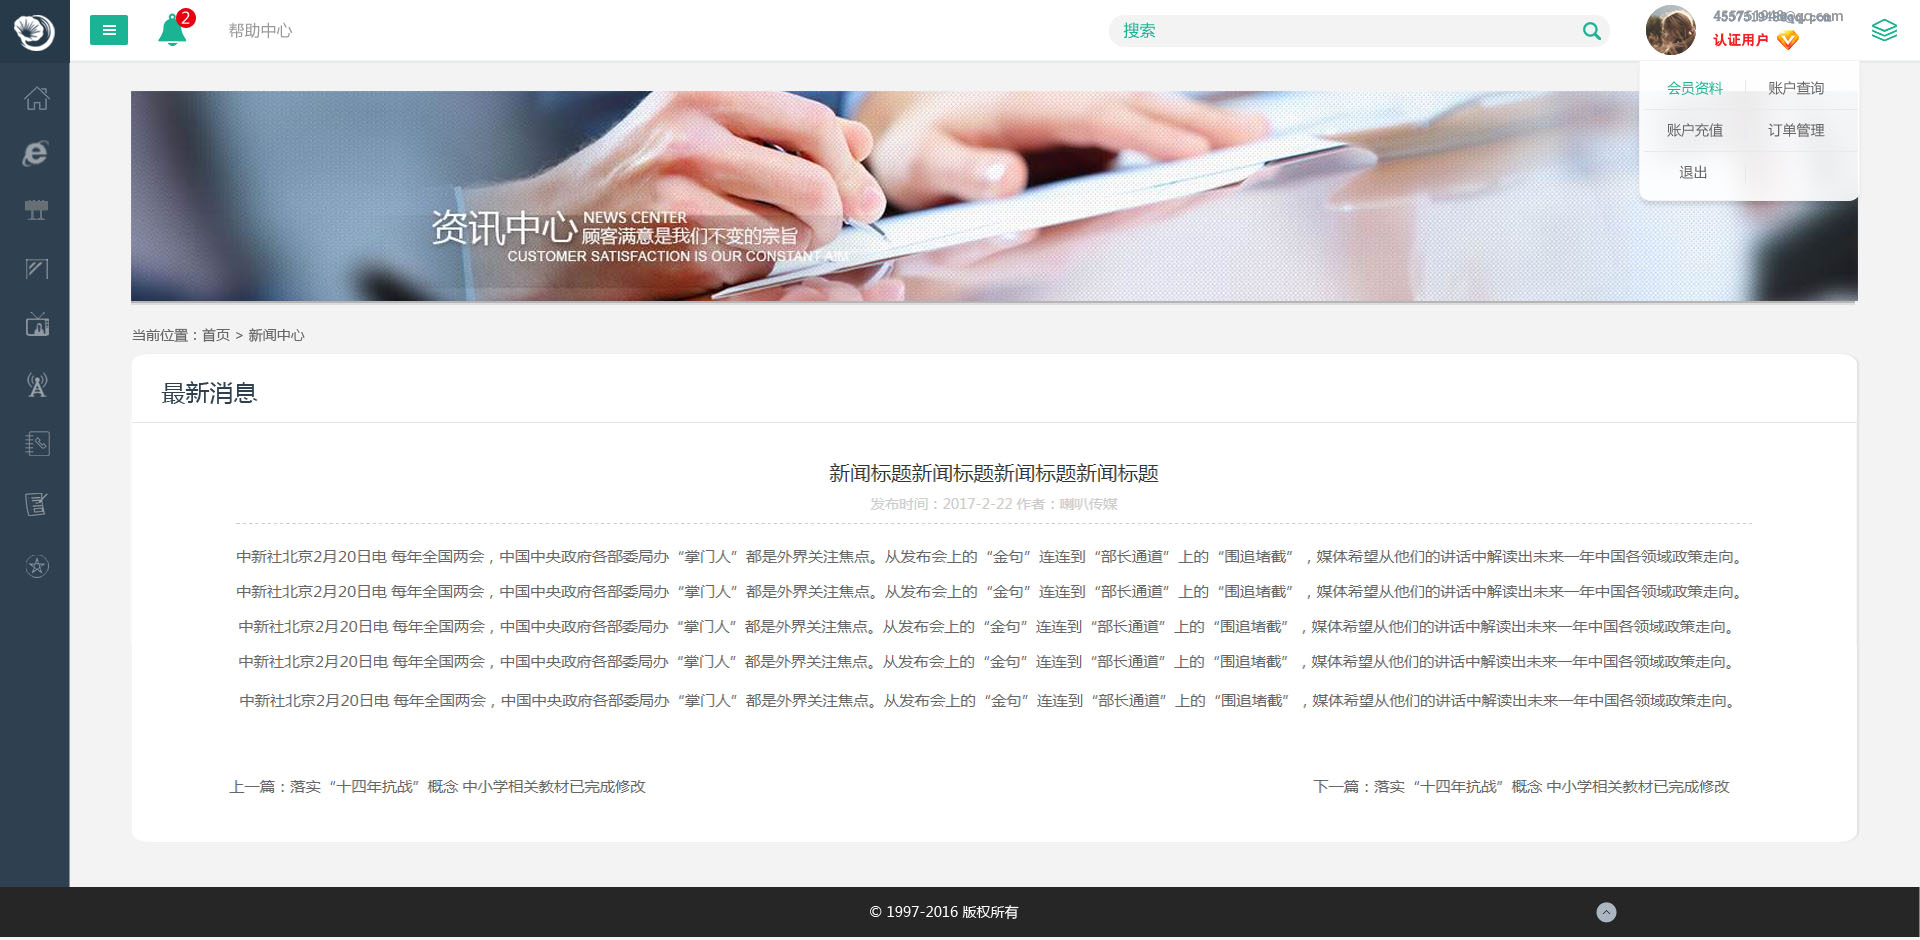 2
帮助中心
搜索
认证用户
会员资料
账户查询
账户充值
订单管理
退出
资讯中心
NEWS CENTER
顾客满意是我们不变的宗旨
CUSTOMER SATISFACTION IS OUR CONSTANT AIM
当前位置：首页 > 新闻中心
最新消息
新闻标题新闻标题新闻标题新闻标题
发布时间：2017-2-22 作者：喇叭传媒
中新社北京2月20日电 每年全国两会，中国中央政府各部委局办“掌门人”都是外界关注焦点。从发布会上的“金句”连连到“部长通道”上的“围追堵截”，媒体希望从他们的讲话中解读出未来一年中国各领域政策走向。
中新社北京2月20日电 每年全国两会，中国中央政府各部委局办“掌门人”都是外界关注焦点。从发布会上的“金句”连连到“部长通道”上的“围追堵截”，媒体希望从他们的讲话中解读出未来一年中国各领域政策走向。
中新社北京2月20日电 每年全国两会，中国中央政府各部委局办“掌门人”都是外界关注焦点。从发布会上的“金句”连连到“部长通道”上的“围追堵截”，媒体希望从他们的讲话中解读出未来一年中国各领域政策走向。
中新社北京2月20日电 每年全国两会，中国中央政府各部委局办“掌门人”都是外界关注焦点。从发布会上的“金句”连连到“部长通道”上的“围追堵截”，媒体希望从他们的讲话中解读出未来一年中国各领域政策走向。
中新社北京2月20日电 每年全国两会，中国中央政府各部委局办“掌门人”都是外界关注焦点。从发布会上的“金句”连连到“部长通道”上的“围追堵截”，媒体希望从他们的讲话中解读出未来一年中国各领域政策走向。
上一篇：落实“十四年抗战”概念 中小学相关教材已完成修改
下一篇：落实“十四年抗战”概念 中小学相关教材已完成修改
© 1997-2016 版权所有